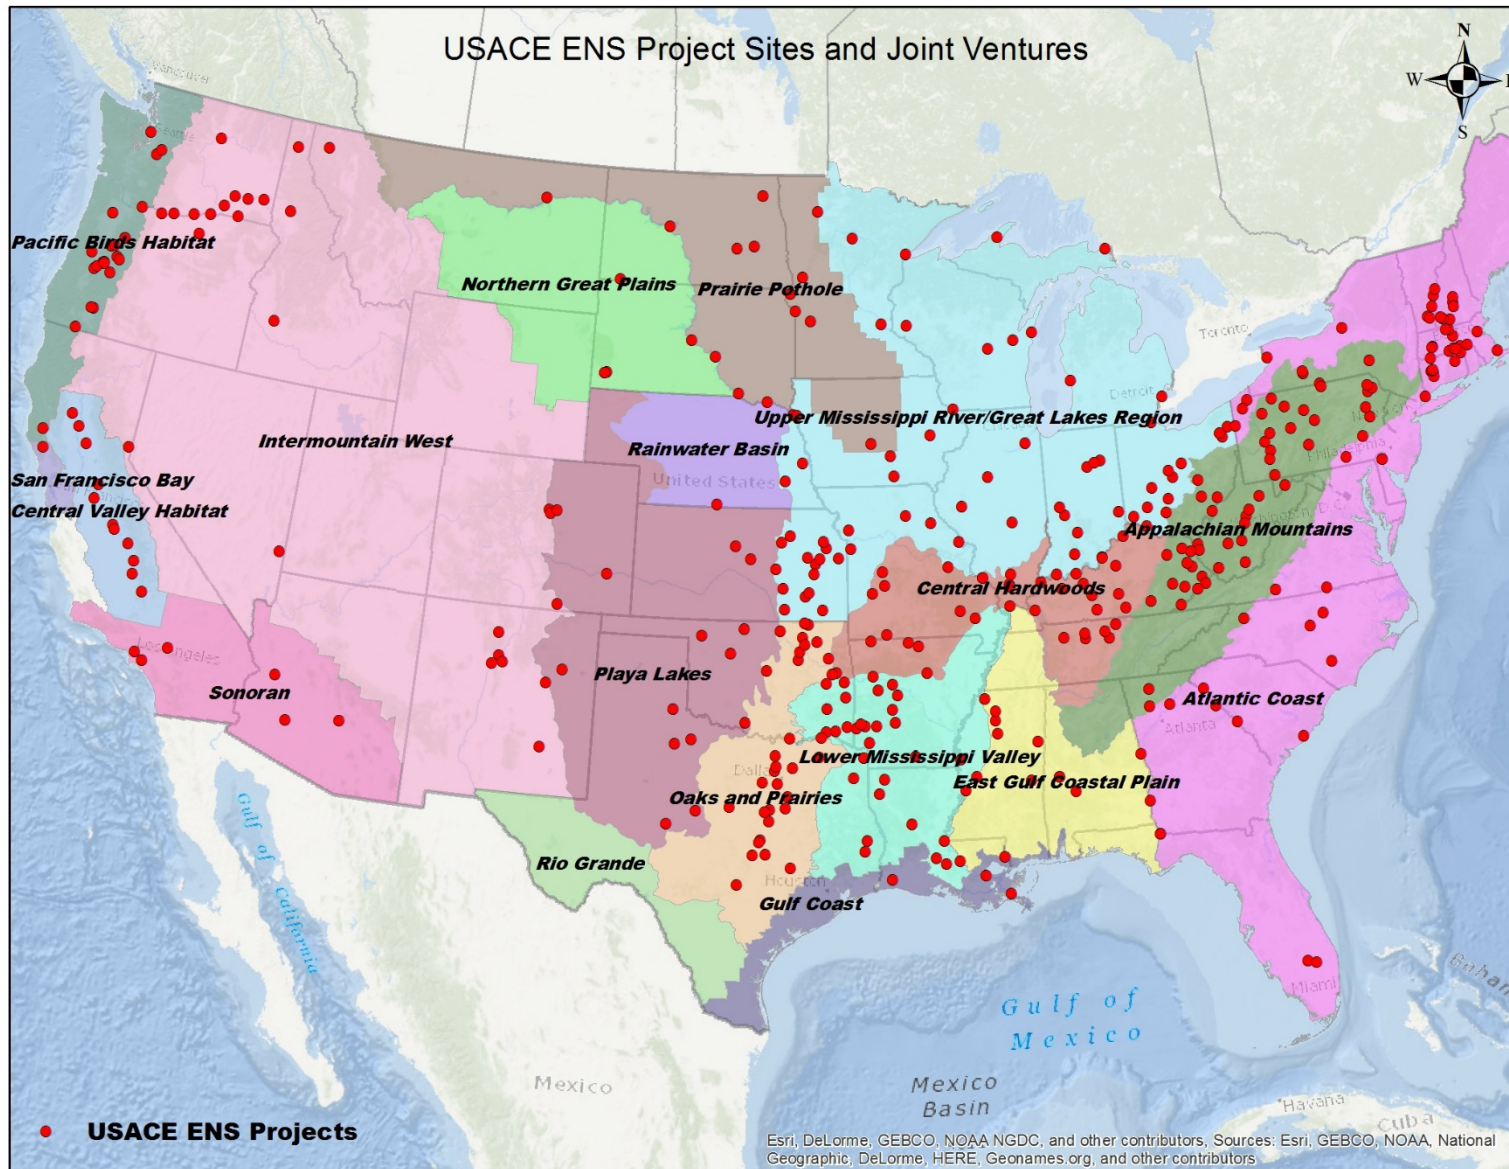 USACE ENS Project Sites and Joint Ventures
N
W
S
Vancouver
Seattle
Pacific Birds Habitat
Northern Great Plains
Prairie Pothole
Toronto
Detroit
Upper Mississippi River/Great Lakes Region
Chicago
Intermountain West
Rainwater Basin
Philadelphia
San Francisco Bay
United States
Central Valley Habitat
Appalachian Mountains
Central Hardwoods
Los Angeles
Sonoran
Playa Lakes
Atlantic Coast
Atlanta
Lower Mississippi Valley
Dallas
East Gulf Coastal Plain
Oaks and Prairies
Rio Grande
Houston
Gulf Coast
Gulf of California
Miami
Gulf of
Mexico
Mexico
Mexico
Basin
Havana
Cuba
USACE ENS Projects
Esri, DeLorme, GEBCO, NOAA NGDC, and other contributors, Sources: Esri, GEBCO, NOAA, National
Geographic, DeLorme, HERE, Geonames.org, and other contributors